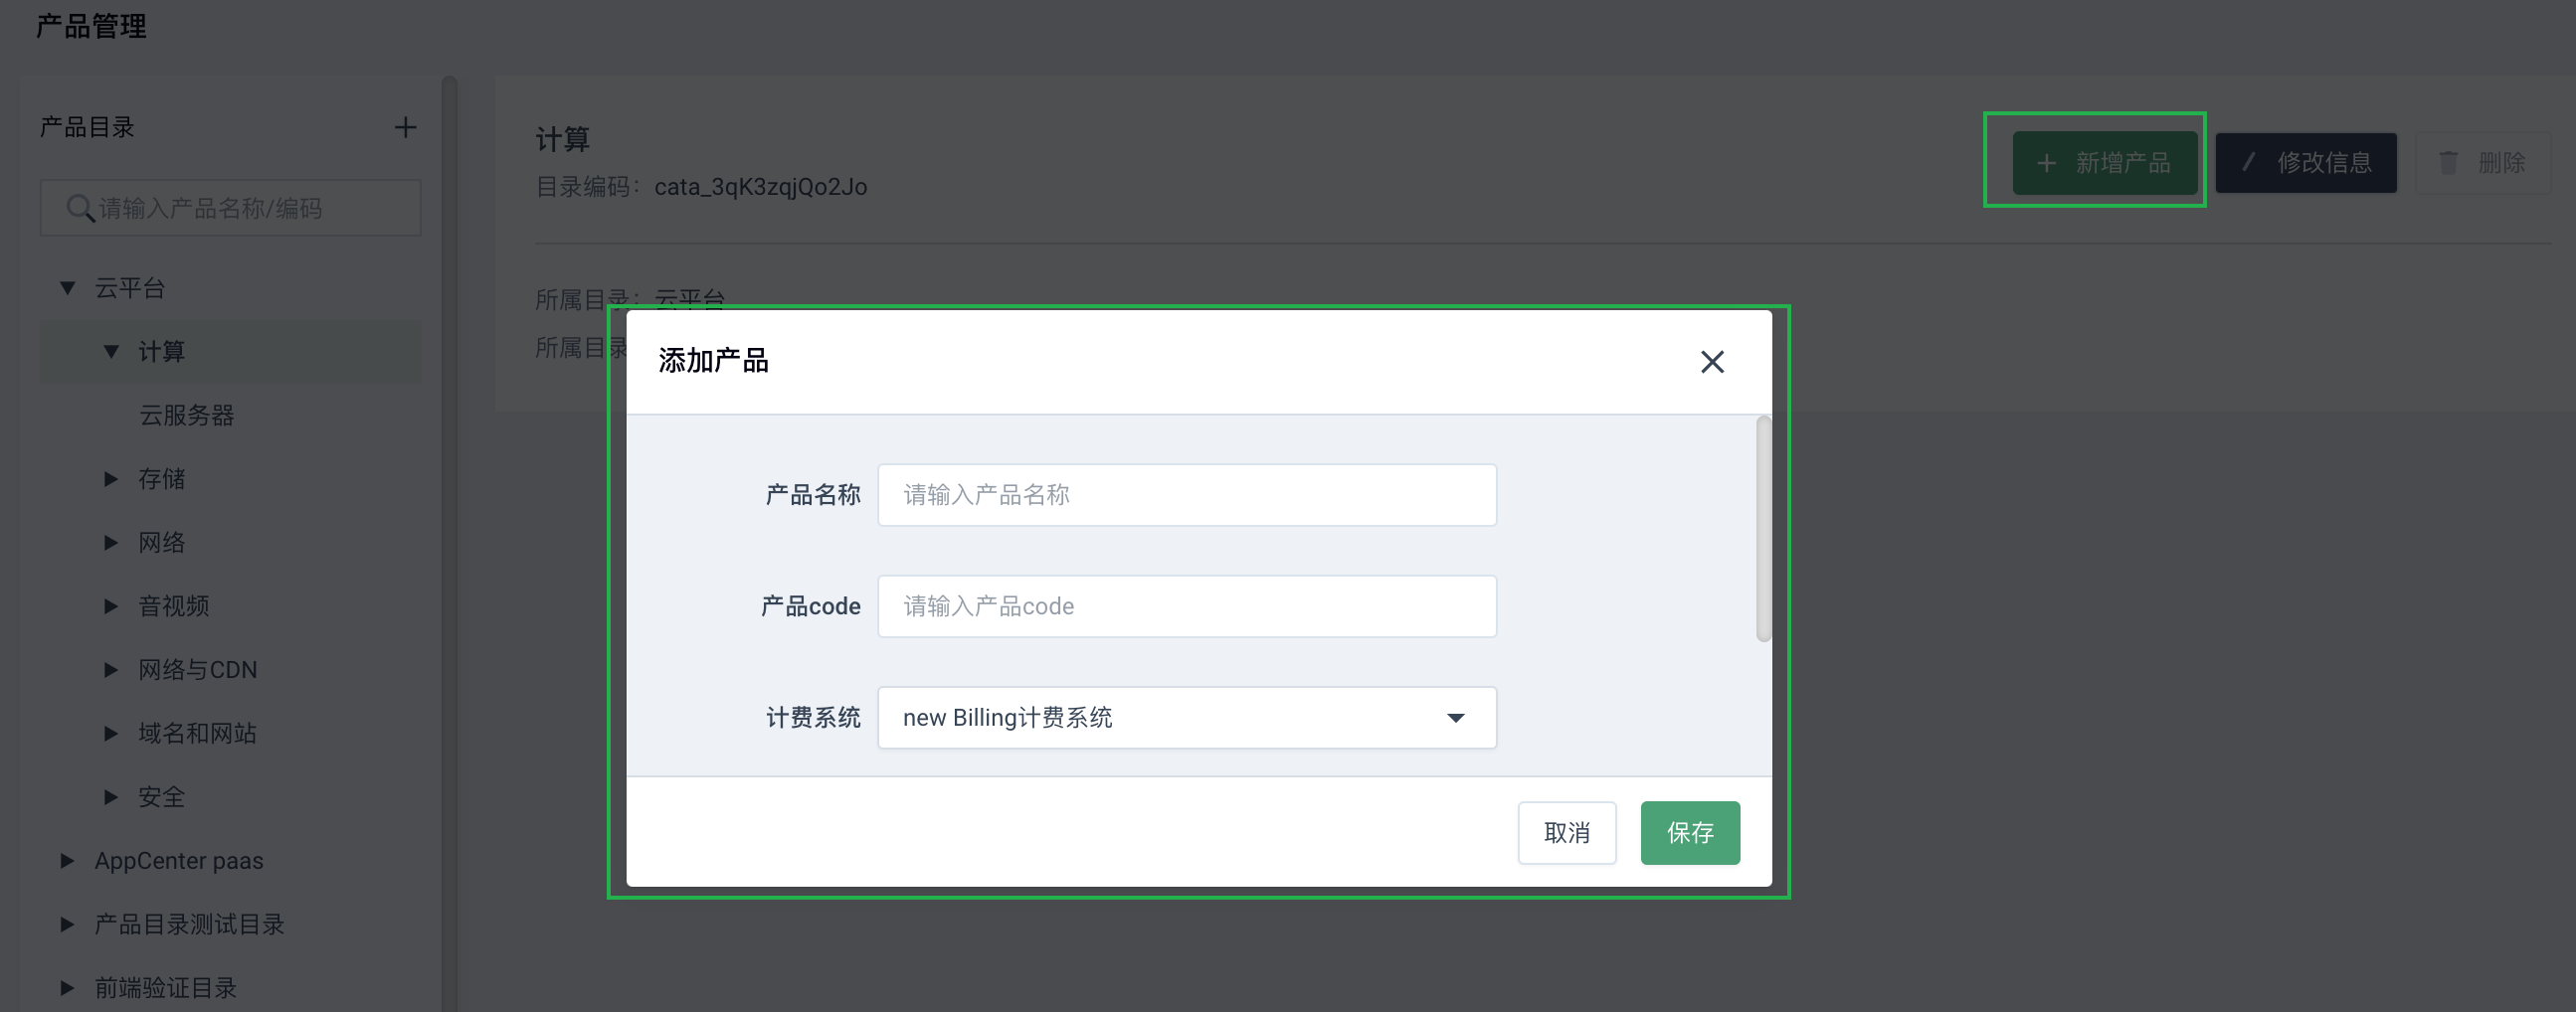 产品管理
产品目录
请输入产品名称/编码
云平台
计算
云服务器
存储
网络
音视频
网络与CDN
域名和网站
安全
AppCenter paas
产品目录测试目录
前端验证目录
计算
目录编码：cata_3qK3zqjQo2Jo
新增产品
修改信息
删除
所属目录：云平台
所属目录
添加产品
产品名称 请输入产品名称
产品code 请输入产品code
计费系统 new Billing计费系统
取消
保存